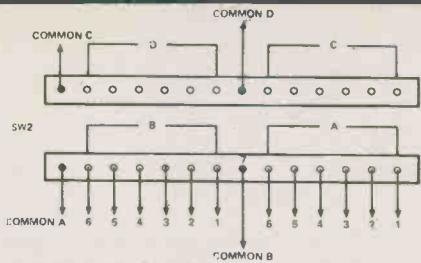 COMMON D
COMMON C
D C
SW2
B A
7
COMMON A 6 5 4 3 2 1 6 5 4 3 2 1
COMMON B